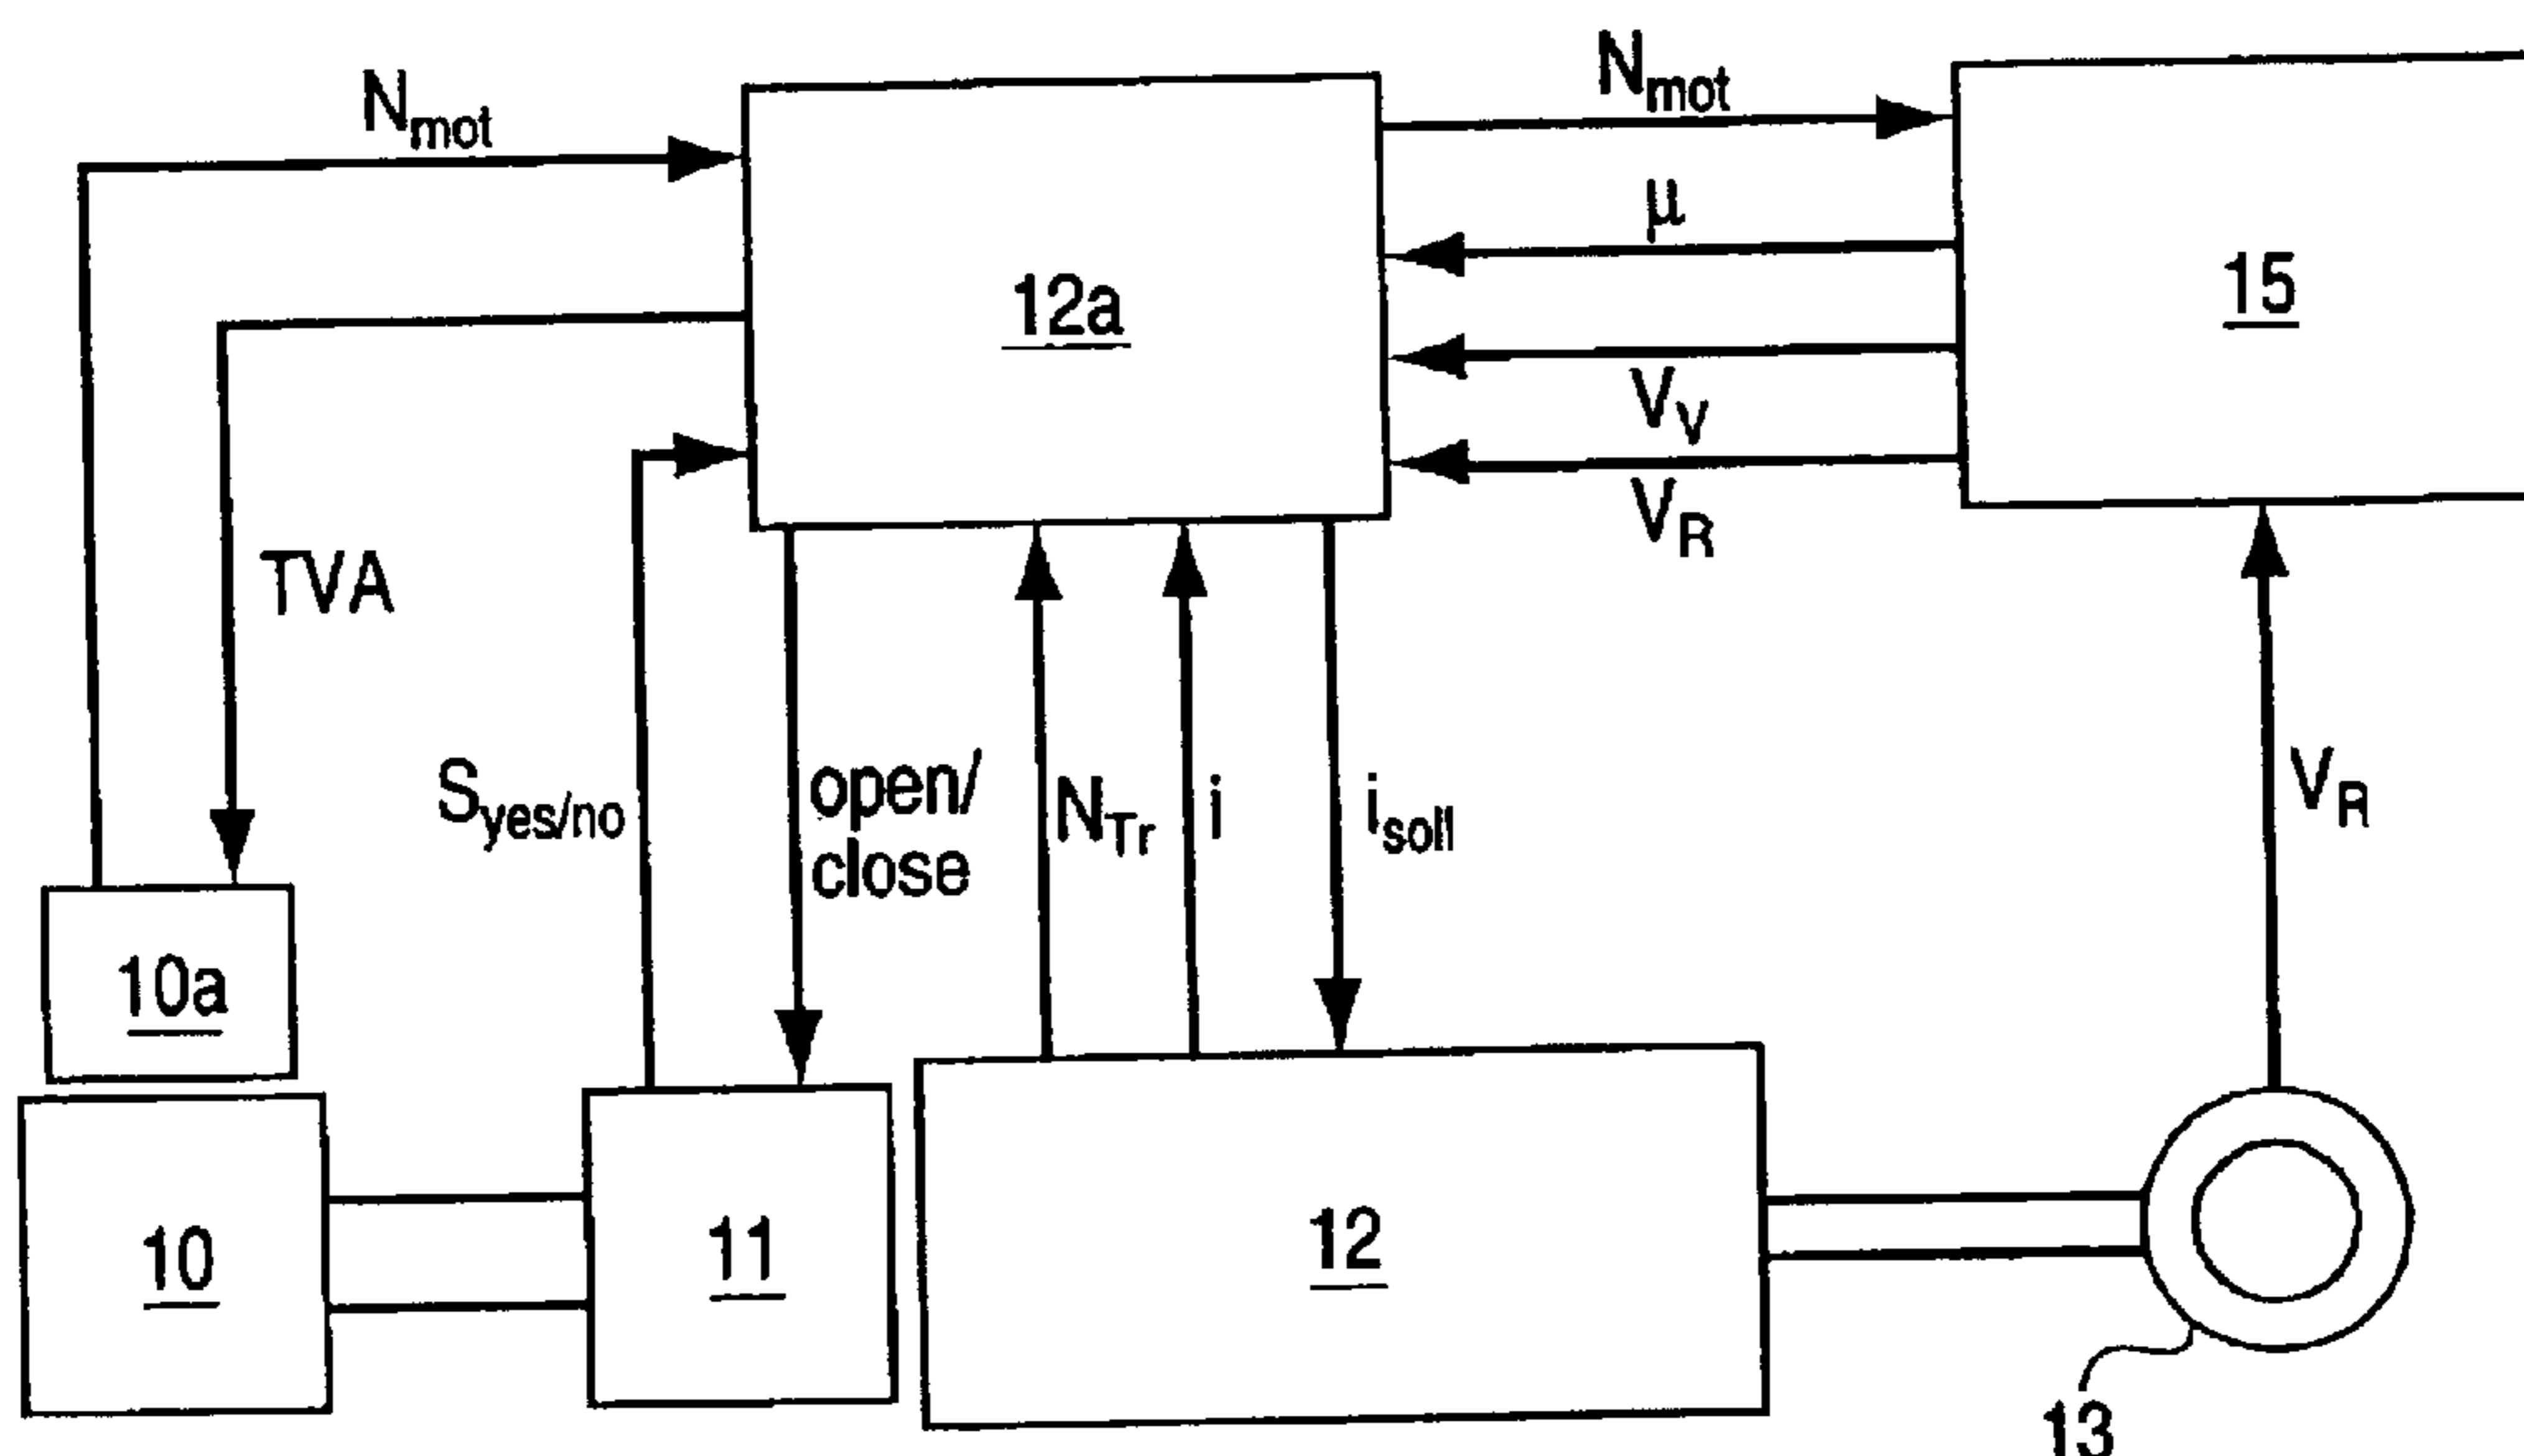 N_mot
N_mot
µ
12a
15
V_V
V_R
TVA
S_yes/no
open/
close
N_Tr
i
i_soll
V_R
10a
10
11
12
13